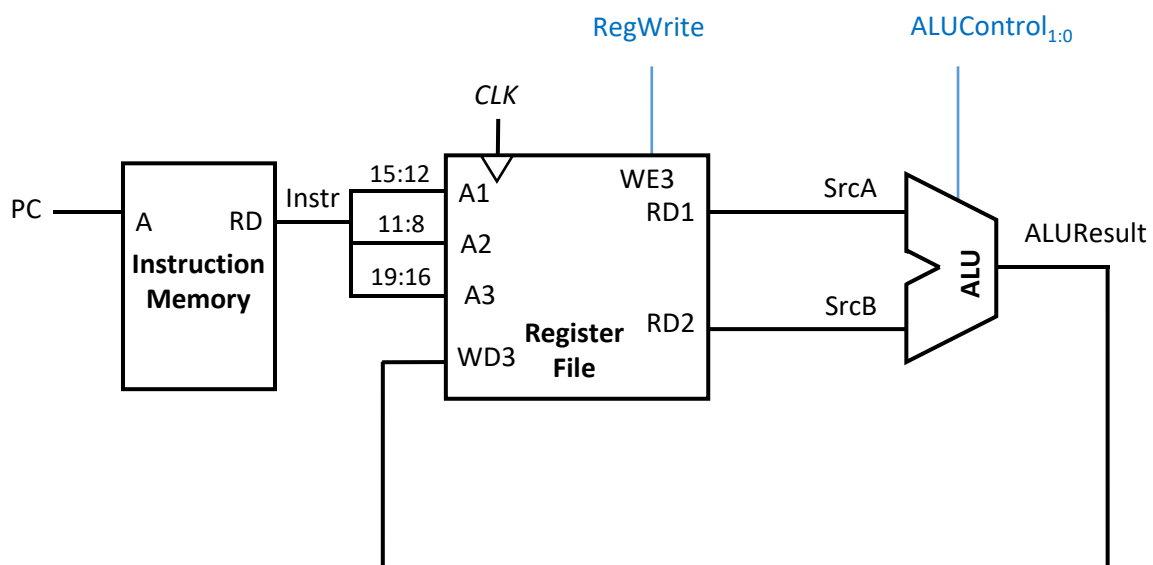 RegWrite
ALUControl1:0
CLK
PC
A
RD
Instruction
Memory
Instr
15:12
11:8
19:16
A1
A2
A3
WD3
WE3
RD1
RD2
Register
File
SrcA
SrcB
ALU
ALUResult